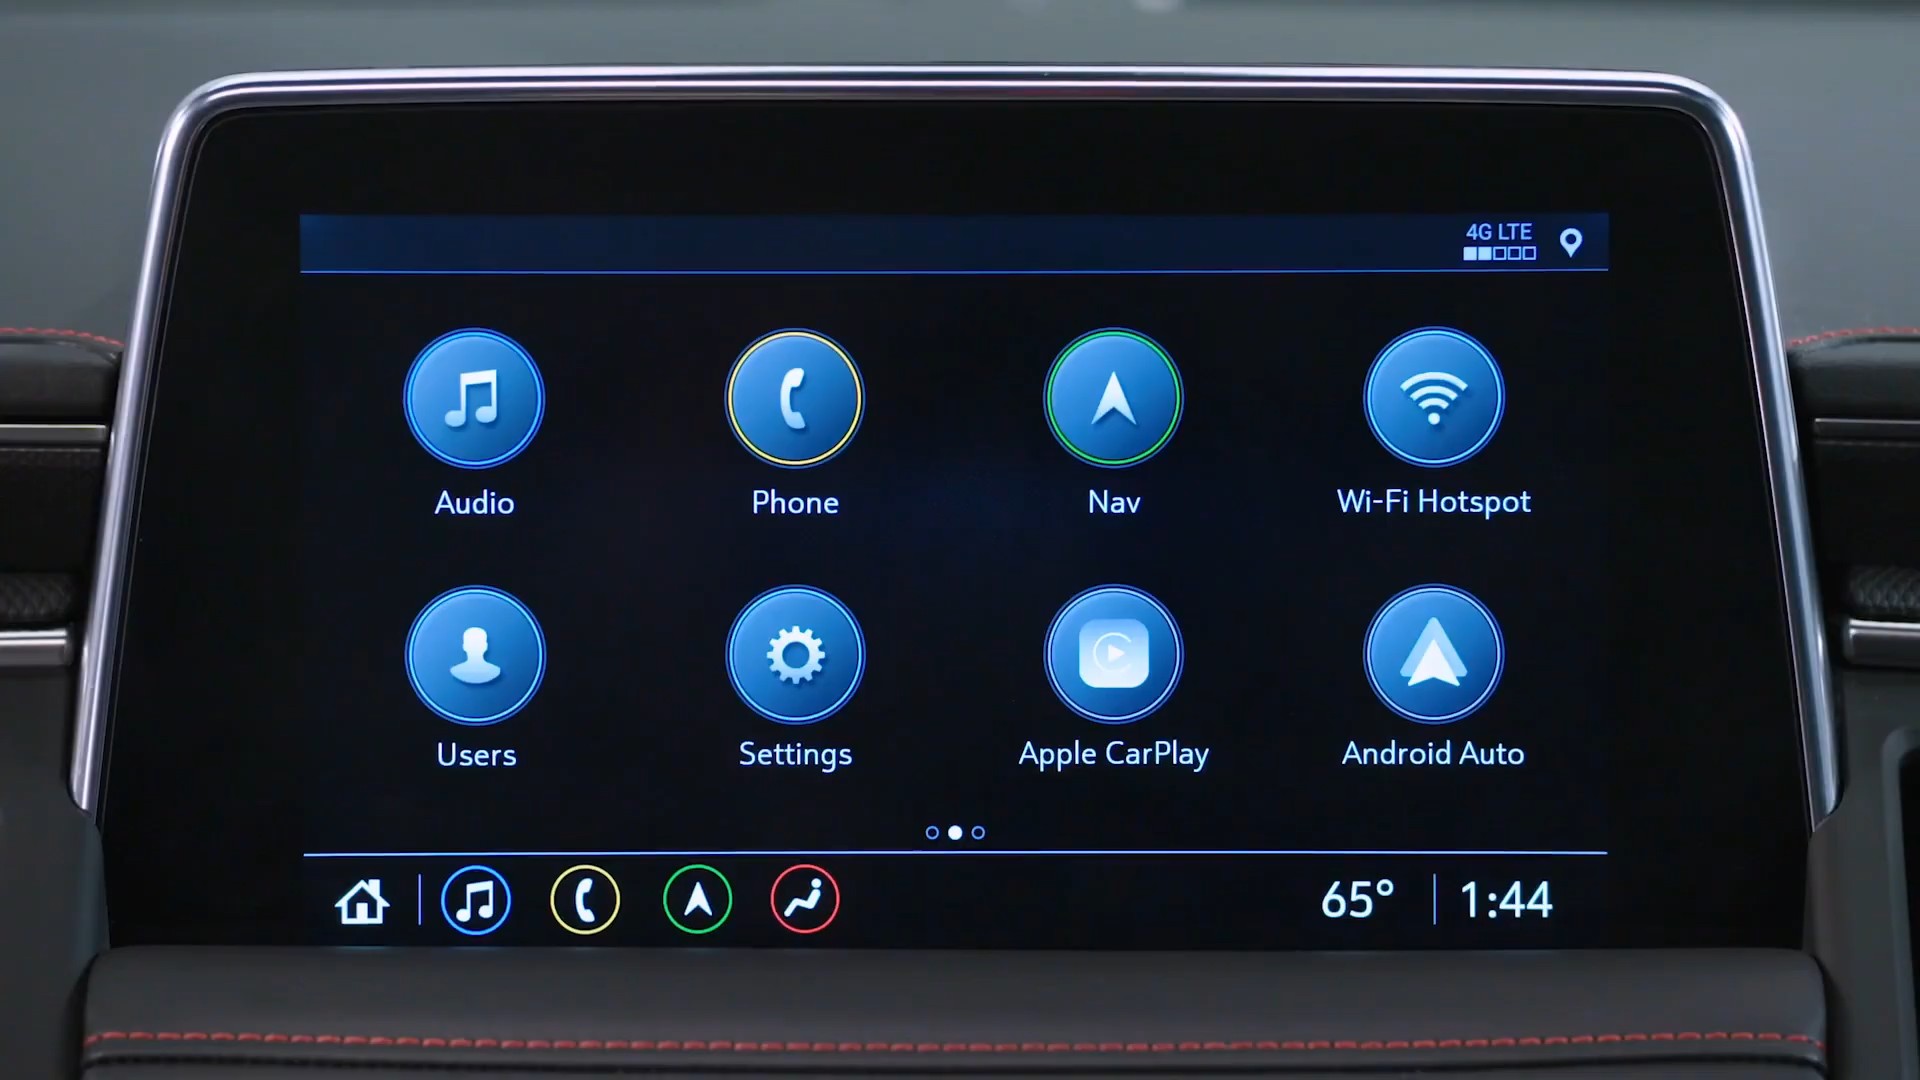 4G LTE
Audio
Phone
Nav
Wi-Fi Hotspot
Users
Settings
Apple CarPlay
Android Auto
65° 1:44